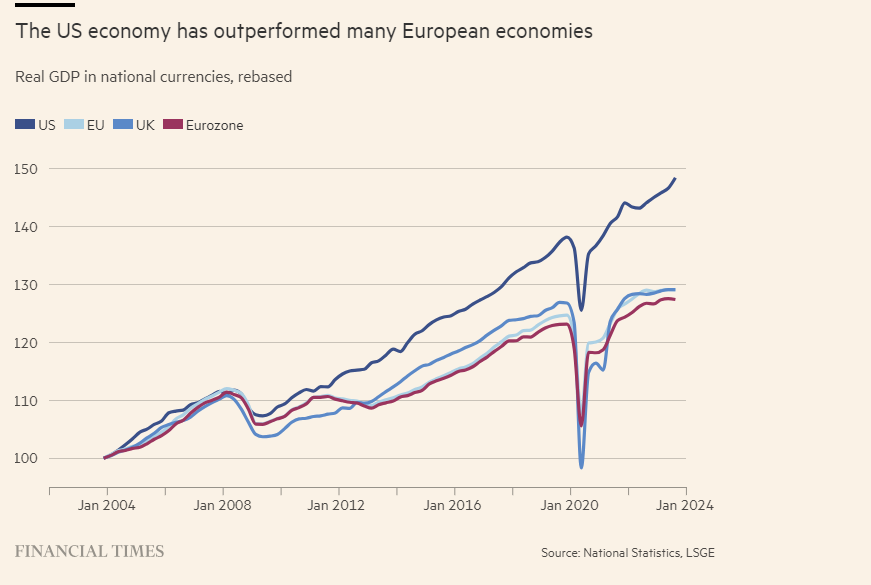 The US economy has outperformed many European economies
Real GDP in national currencies, rebased
US EU UK Eurozone
150
140
130
120
110
100
Jan 2004 Jan 2008 Jan 2012 Jan 2016 Jan 2020 Jan 2024
FINANCIAL TIMES
Source: National Statistics, LSGE